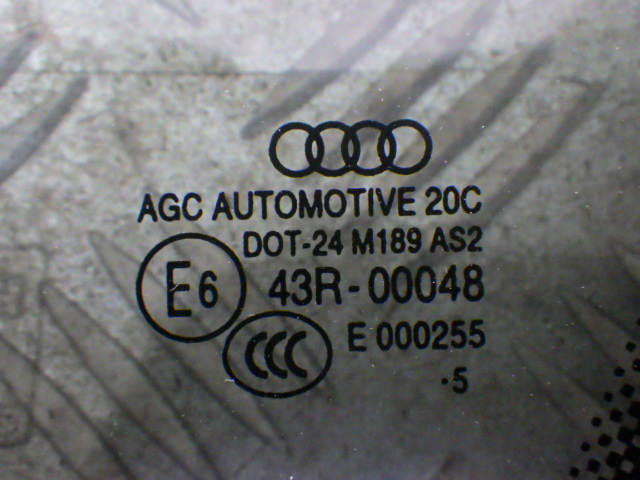 AGC AUTOMOTIVE 20C
DOT-24 M189 AS2
E6 43R-00048
CCC E 000255
·5